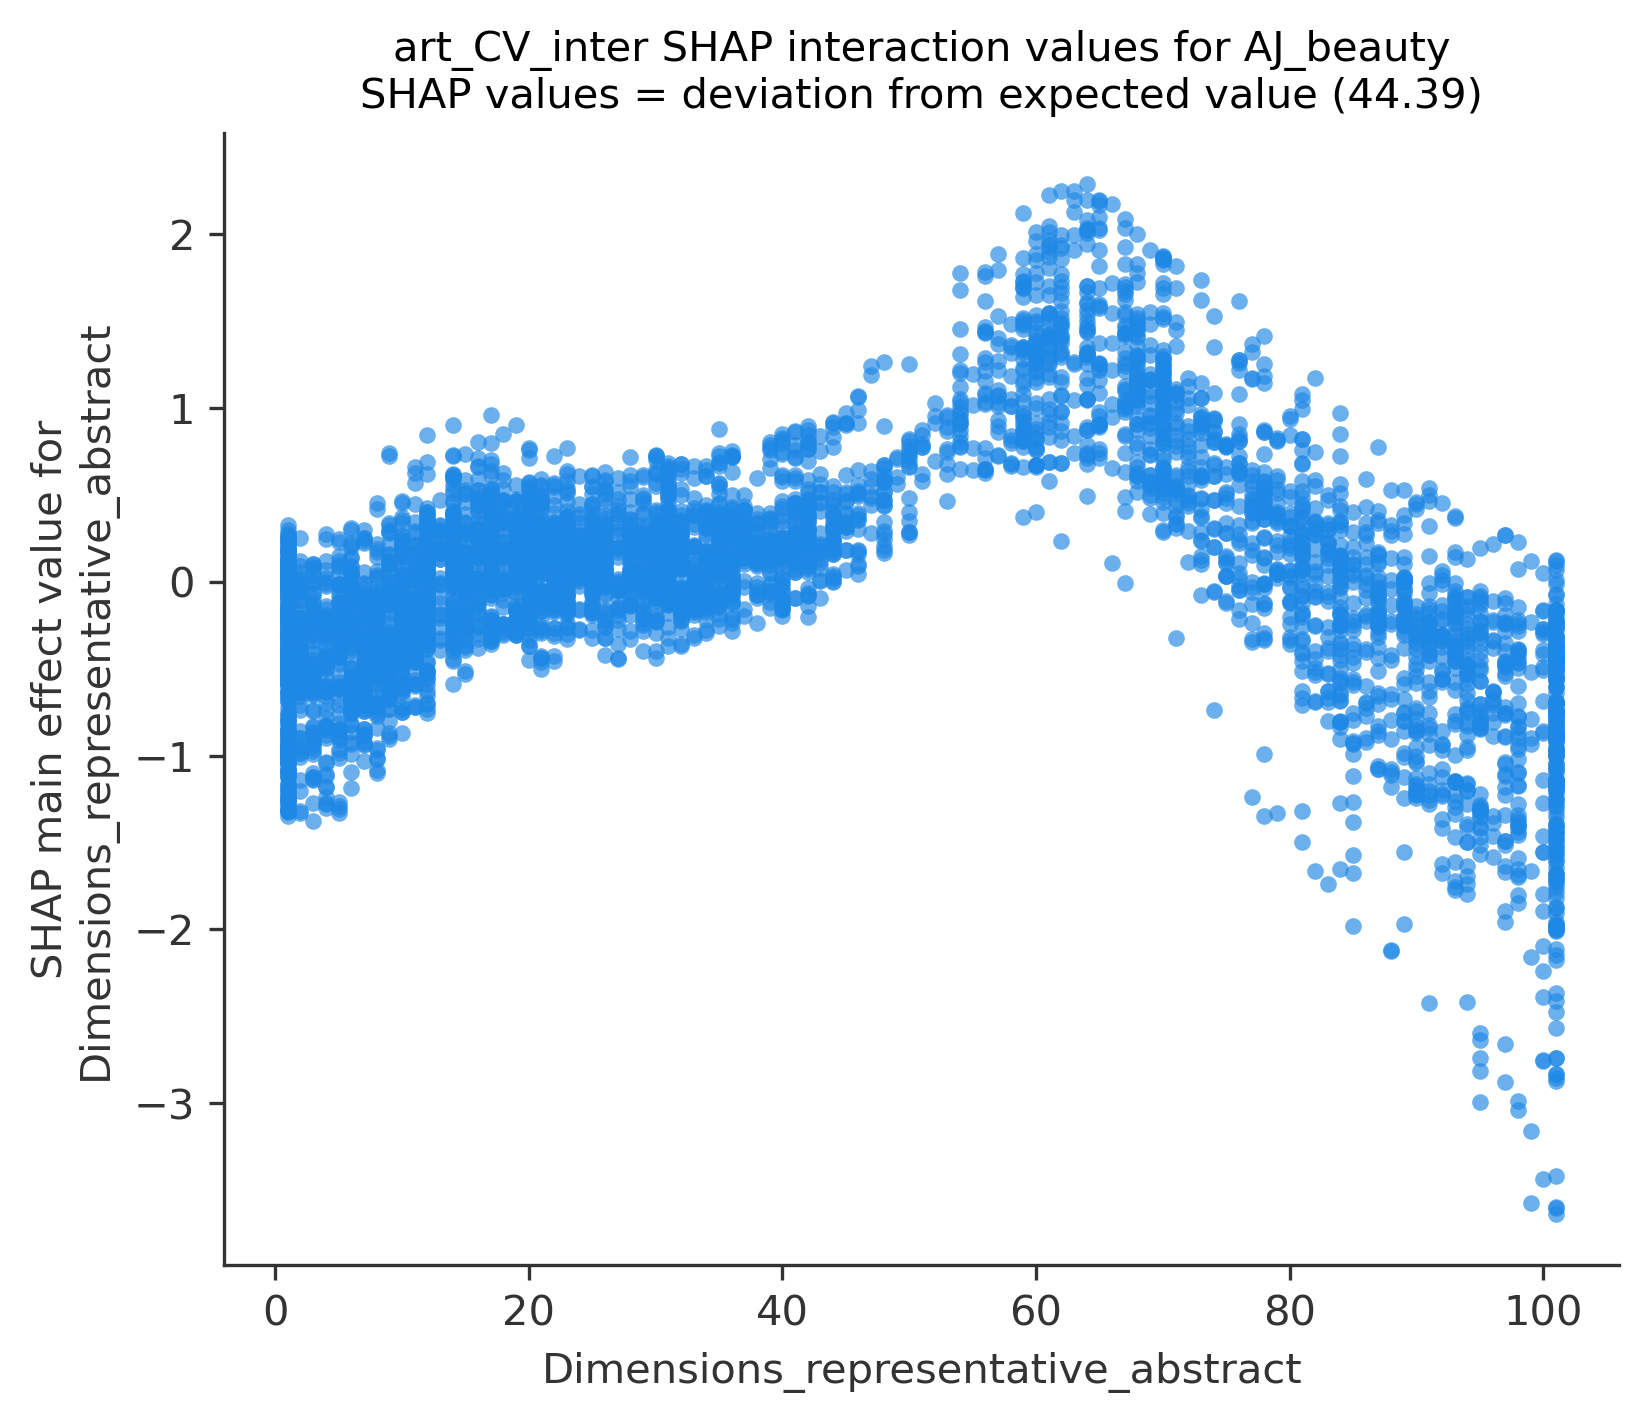 art_CV_inter SHAP interaction values for AJ_beauty
SHAP values = deviation from expected value (44.39)
SHAP main effect value for
Dimensions_representative_abstract
2
1
0
−1
−2
−3
0
20
40
60
80
100
Dimensions_representative_abstract